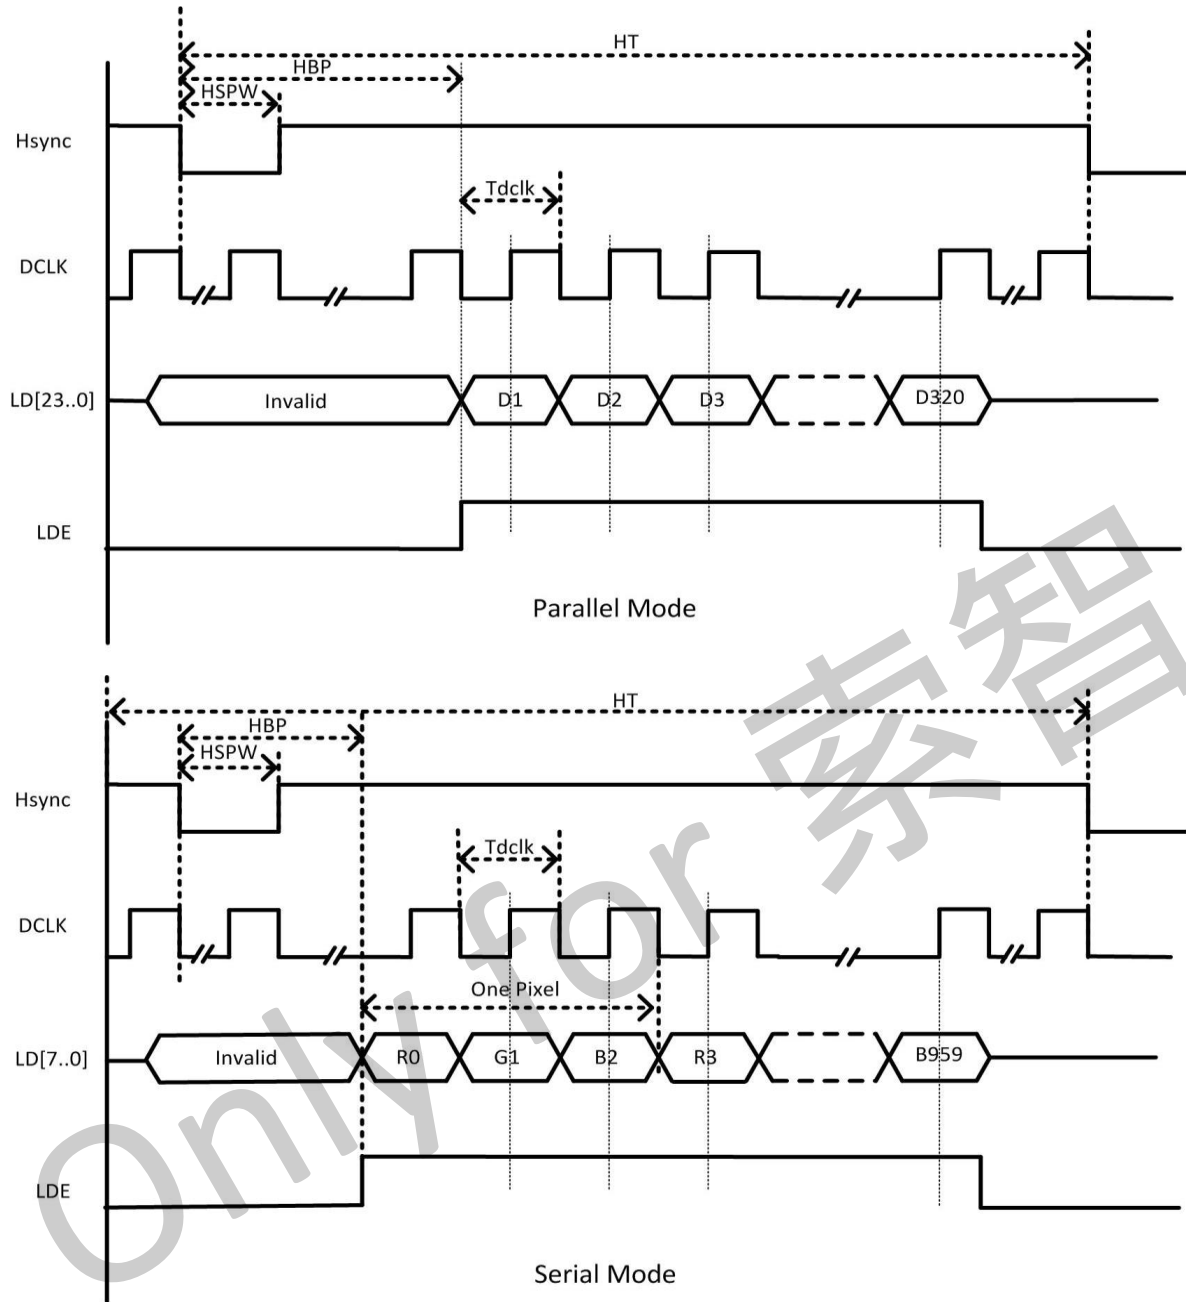 HT
HBP
HSPW
Hsync
Tdclk
DCLK
LD[23..0]
Invalid
D1
D2
D3
D320
LDE
Parallel Mode
HT
HBP
HSPW
Hsync
Tdclk
DCLK
One Pixel
LD[7..0]
Invalid
R0
G1
B2
R3
B959
LDE
Serial Mode
Only for 索智